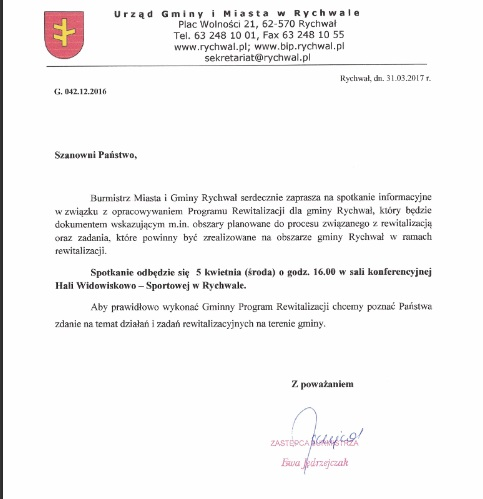 Urząd Gminy i Miasta w Rychwale
Plac Wolności 21, 62-570 Rychwał
Tel. 63 248 10 01, Fax 63 248 10 55
www.rychwal.pl; www.bip.rychwal.pl
sekretariat@rychwal.pl
Rychwał, dn. 31.03.2017 r.
G. 042.12.2016
Szanowni Państwo,
Burmistrz Miasta i Gminy Rychwał serdecznie zaprasza na spotkanie informacyjne
w związku z opracowywaniem Programu Rewitalizacji dla gminy Rychwał, który będzie
dokumentem wskazującym m.in. obszary planowane do procesu związanego z rewitalizacją
oraz zadania, które powinny być zrealizowane na obszarze gminy Rychwał w ramach
rewitalizacji.
Spotkanie odbędzie się 5 kwietnia (środa) o godz. 16.00 w sali konferencyjnej
Hali Widowiskowo – Sportowej w Rychwale.
Aby prawidłowo wykonać Gminny Program Rewitalizacji chcemy poznać Państwa
zdanie na temat działań i zadań rewitalizacyjnych na terenie gminy.
Z poważaniem
ZASTĘPCA BURMISTRZA
Ewa Jędrzejczak